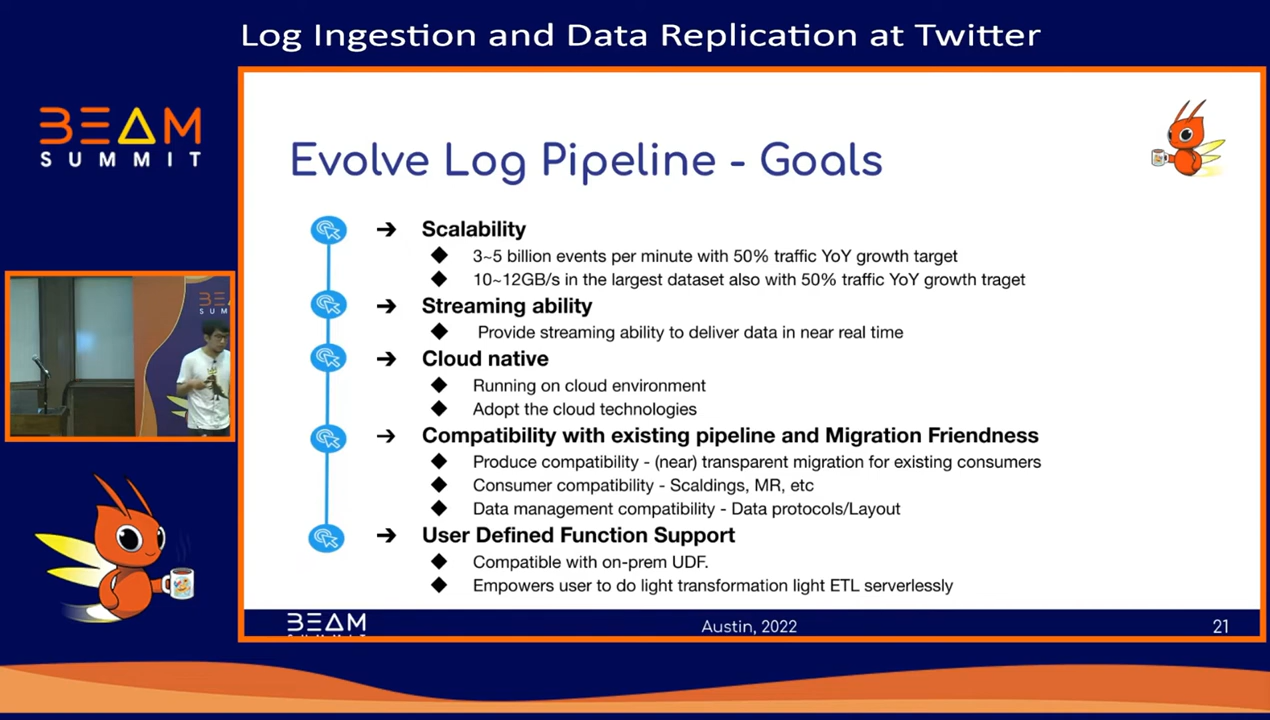 Log Ingestion and Data Replication at Twitter
BEAM
SUMMIT
Evolve Log Pipeline - Goals
➔ Scalability
◆ 3~5 billion events per minute with 50% traffic YoY growth target
◆ 10~12GB/s in the largest dataset also with 50% traffic YoY growth traget
➔ Streaming ability
◆ Provide streaming ability to deliver data in near real time
➔ Cloud native
◆ Running on cloud environment
◆ Adopt the cloud technologies
➔ Compatibility with existing pipeline and Migration Friendness
◆ Produce compatibility - (near) transparent migration for existing consumers
◆ Consumer compatibility - Scaldings, MR, etc
◆ Data management compatibility - Data protocols/Layout
➔ User Defined Function Support
◆ Compatible with on-prem UDF.
◆ Empowers user to do light transformation light ETL serverlessly
BEAM
Austin, 2022
21